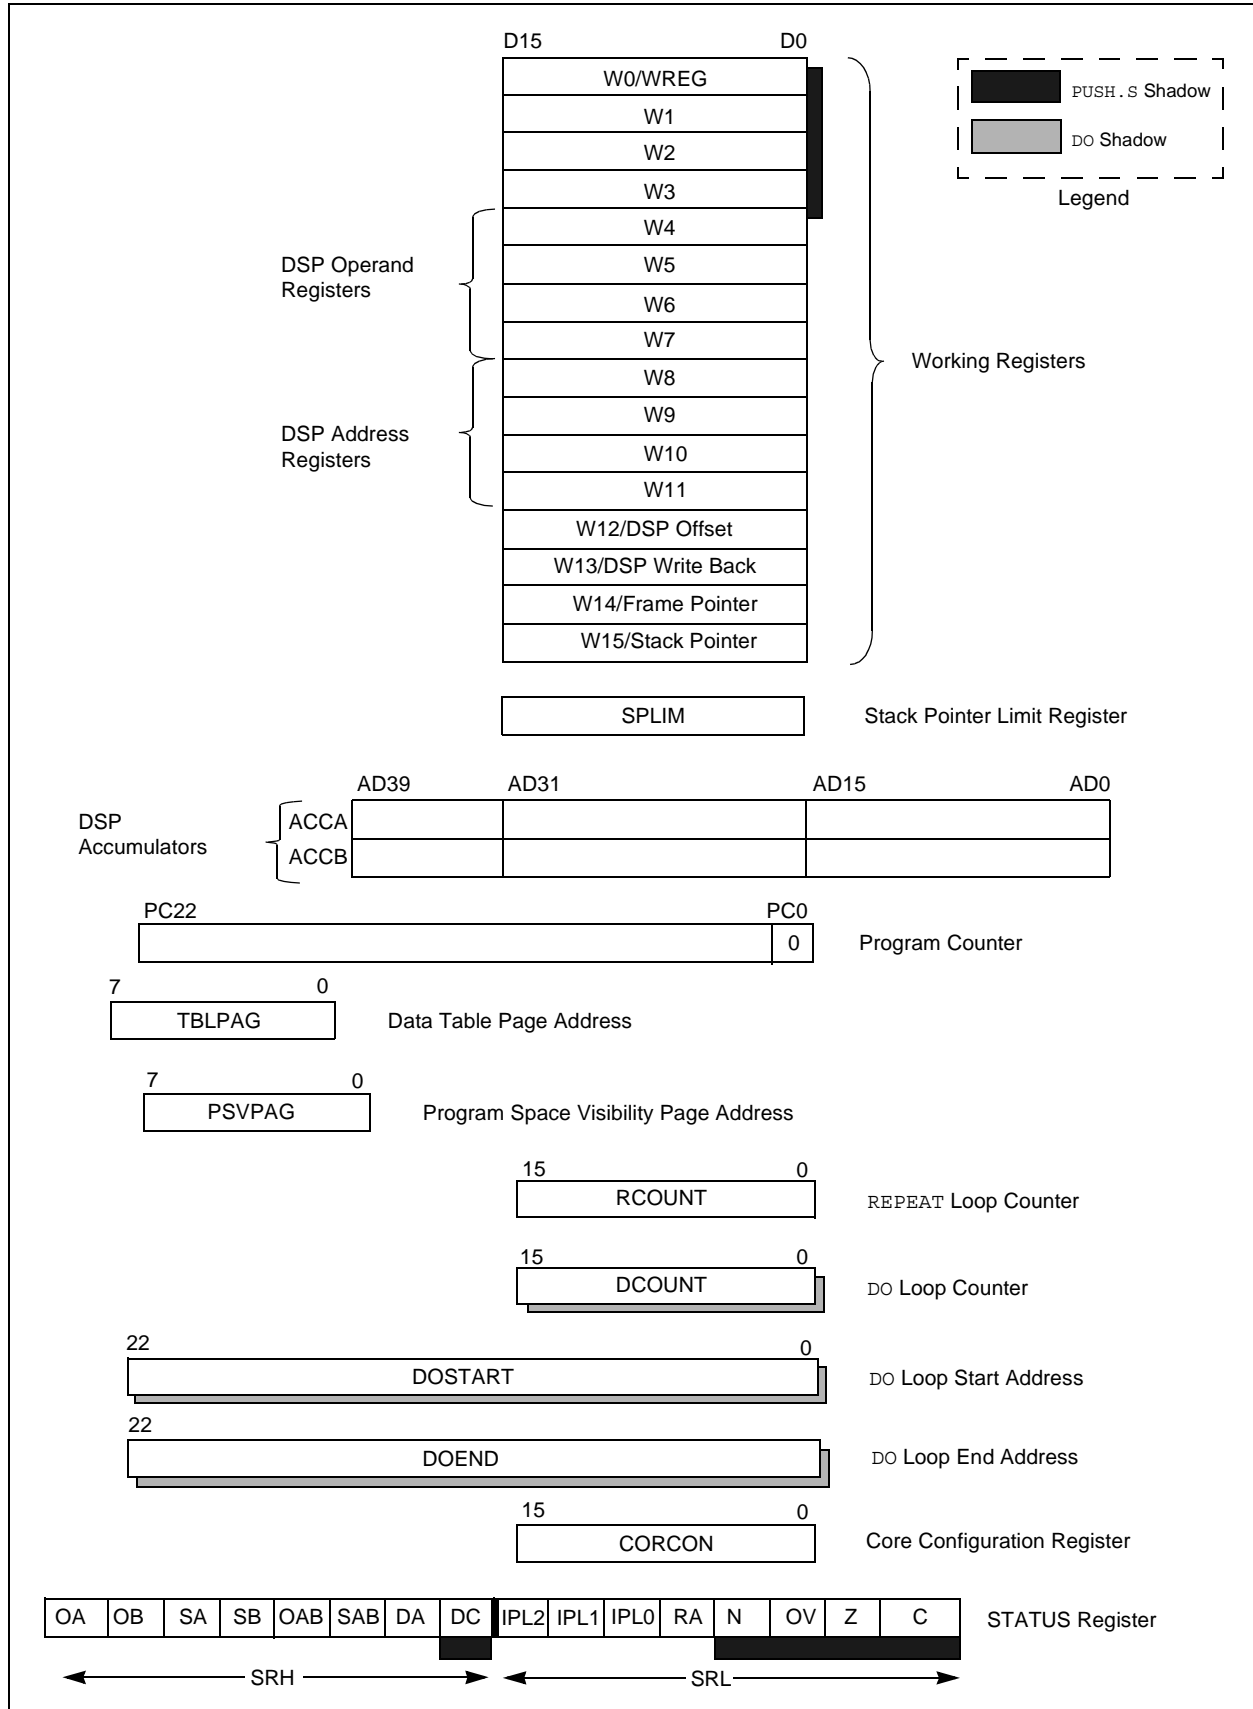 D15 D0
W0/WREG
PUSH.S Shadow
W1
DO Shadow
W2
W3
Legend
W4
DSP Operand
Registers
W5
W6
W7
Working Registers
W8
W9
DSP Address
Registers
W10
W11
W12/DSP Offset
W13/DSP Write Back
W14/Frame Pointer
W15/Stack Pointer
SPLIM Stack Pointer Limit Register
AD39 AD31 AD15 AD0
DSP
Accumulators
ACCA
ACCB
PC22 PC0
0 Program Counter
7 0
TBLPAG Data Table Page Address
7 0
PSVPAG Program Space Visibility Page Address
15 0
RCOUNT REPEAT Loop Counter
15 0
DCOUNT DO Loop Counter
22 0
DOSTART DO Loop Start Address
22
DOEND DO Loop End Address
15 0
CORCON Core Configuration Register
OA OB SA SB OAB SAB DA DC IPL2 IPL1 IPL0 RA N OV Z C STATUS Register
SRH SRL